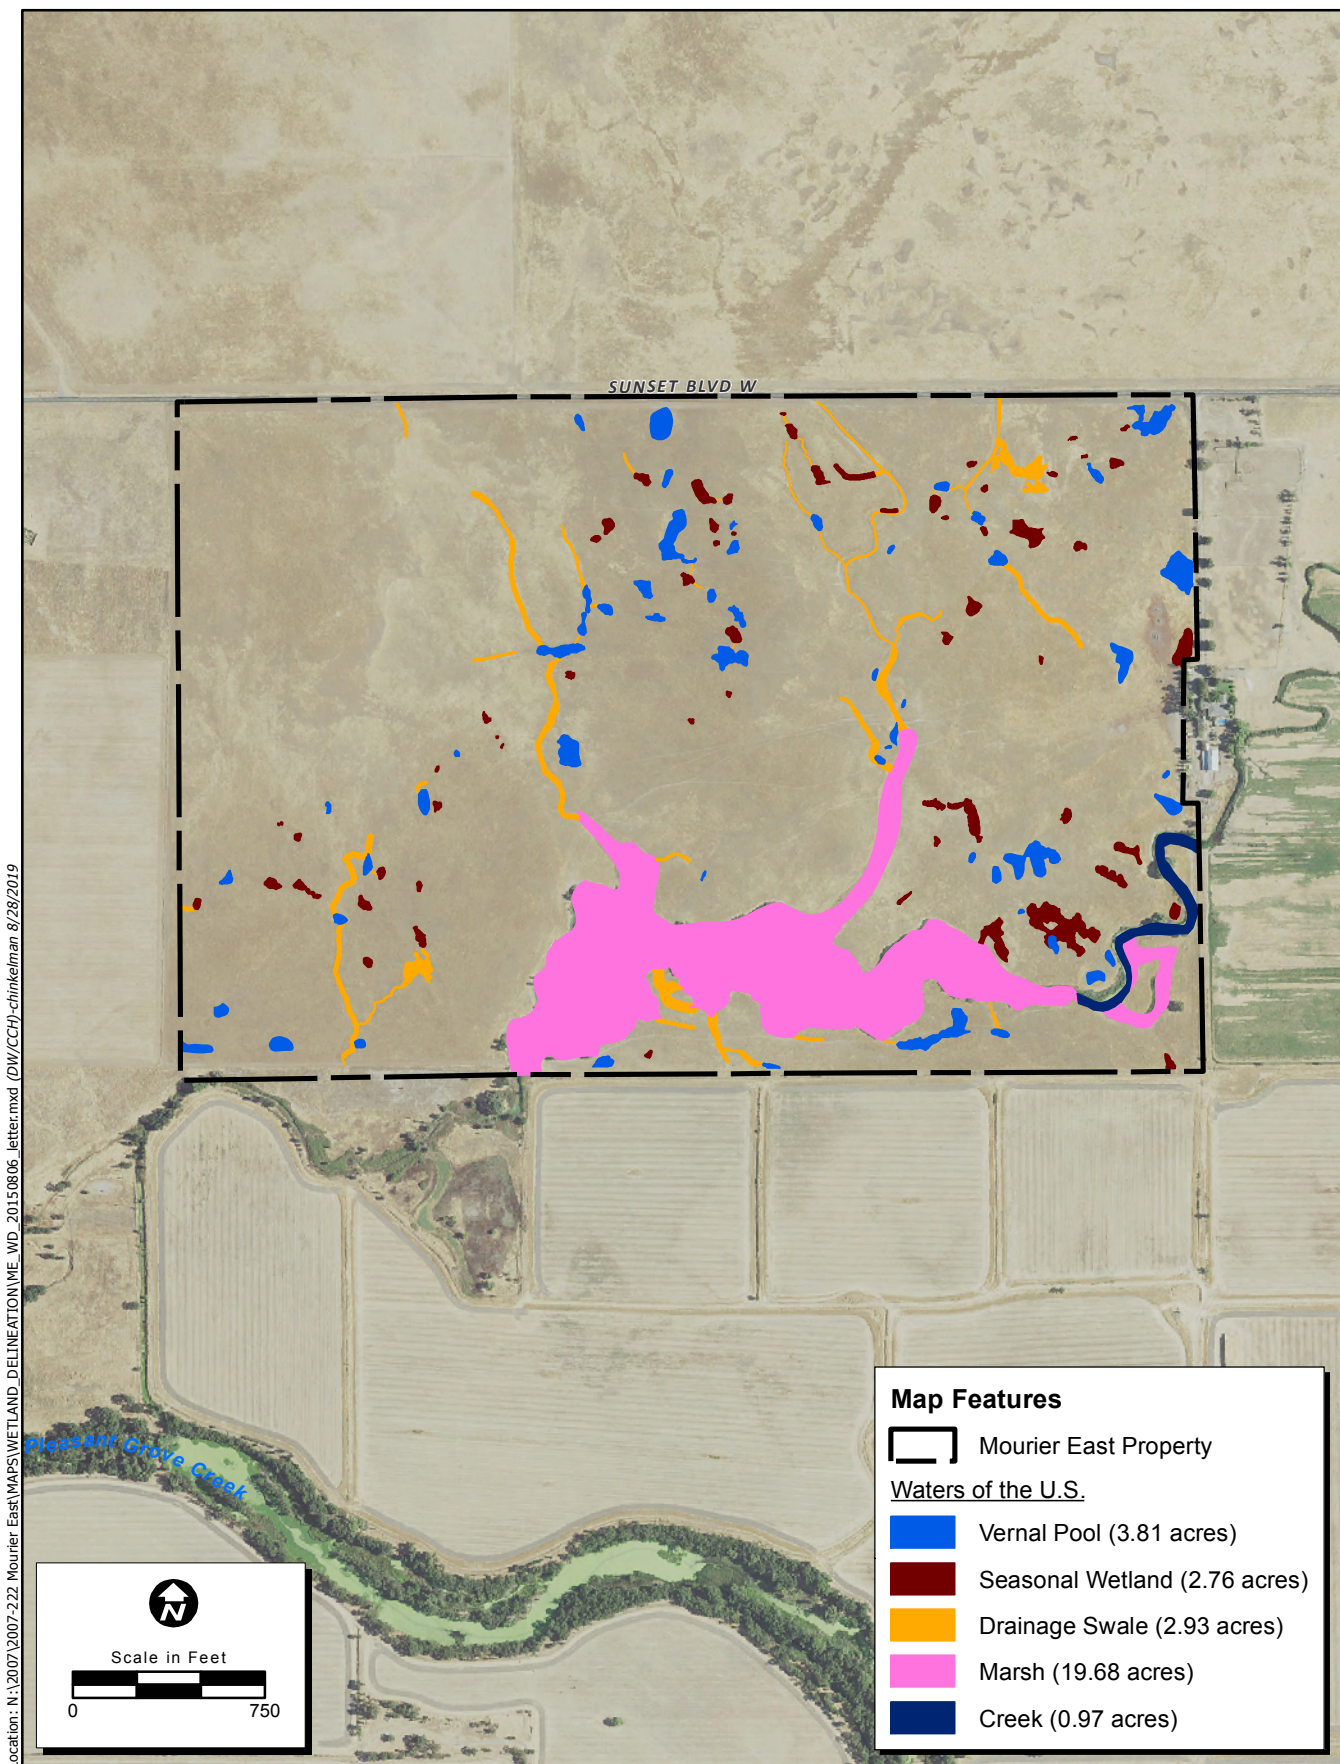 SUNSET BLVD W
Location: N:\2007\2007-222 Mourier East\MAPS\WETLAND_DELINEATION\ME_WD_20150806_letter.mxd (DW/CCH)-chinkelman 8/28/2019
Pleasant Grove Creek
N
Scale in Feet
0 750
Map Features
Mourier East Property
Waters of the U.S.
Vernal Pool (3.81 acres)
Seasonal Wetland (2.76 acres)
Drainage Swale (2.93 acres)
Marsh (19.68 acres)
Creek (0.97 acres)